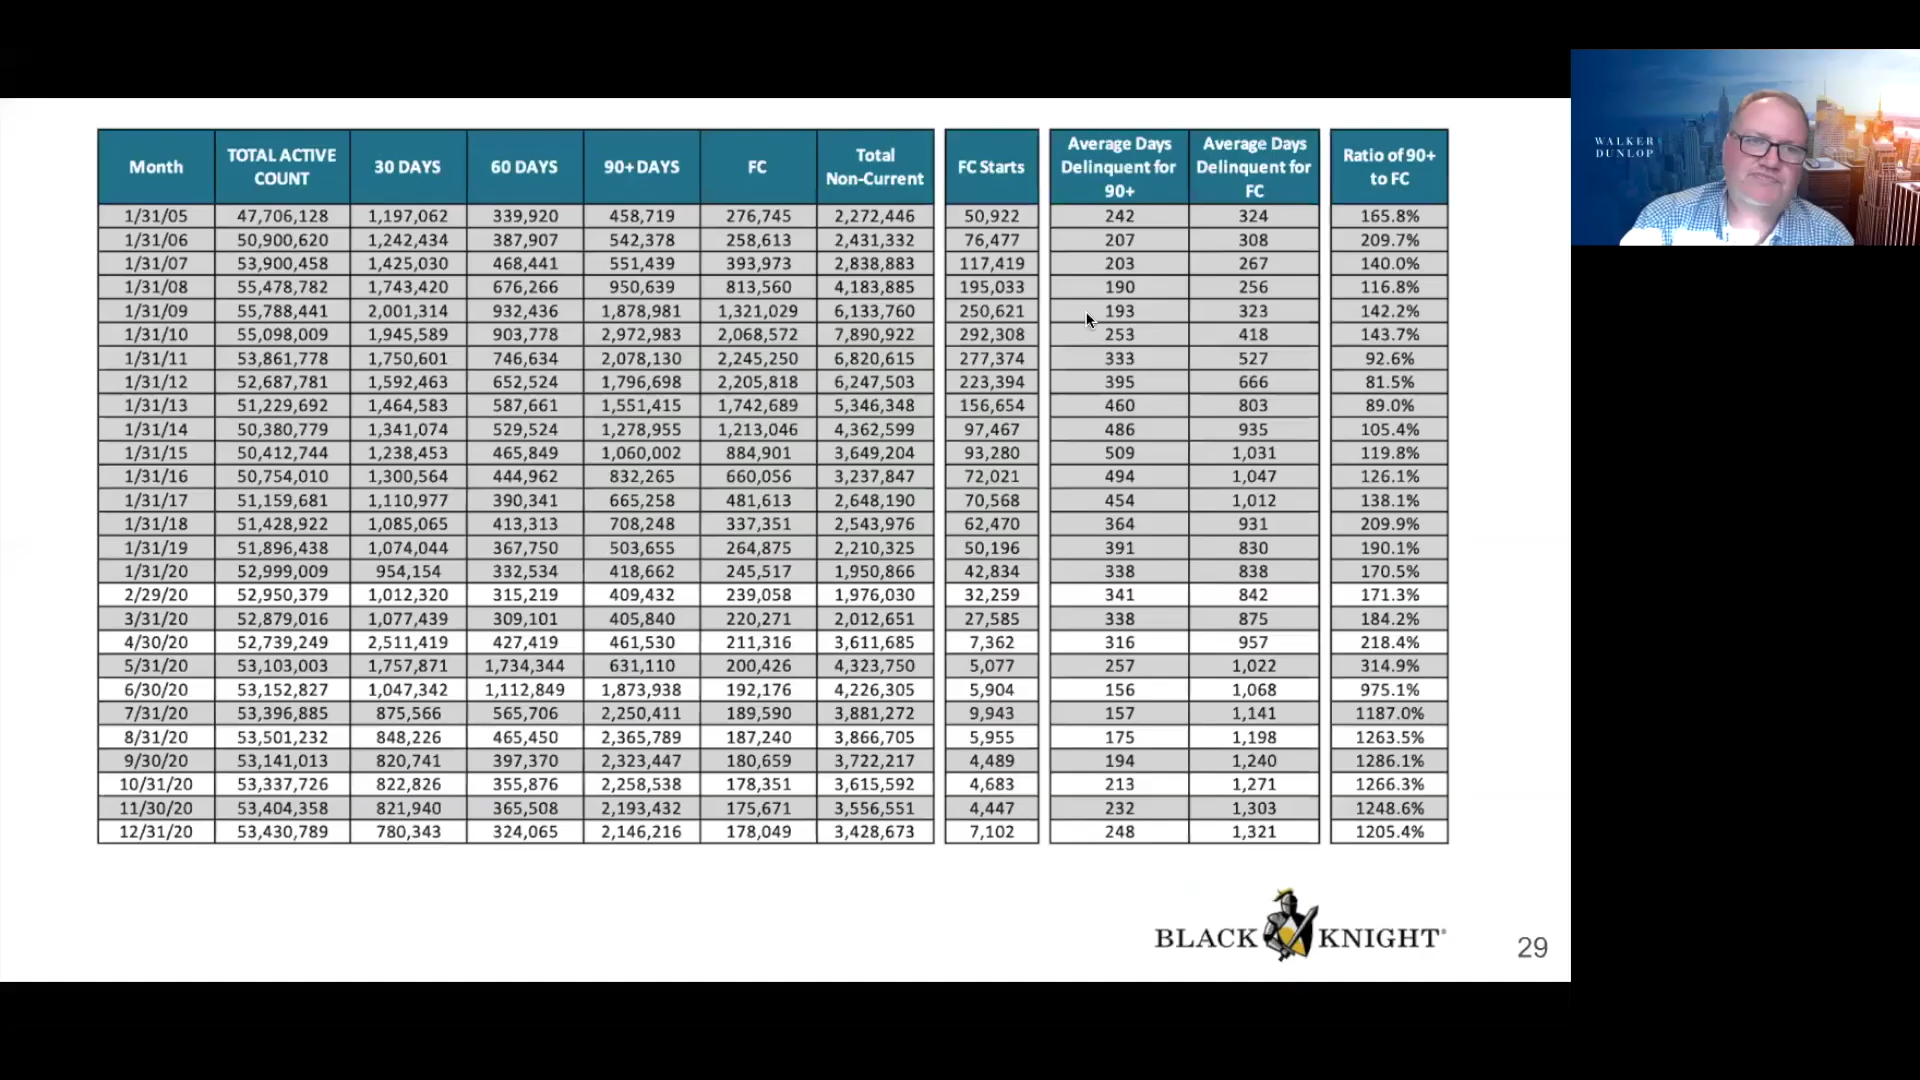 WALKER
DUNLOP
Month TOTAL ACTIVE COUNT 30 DAYS 60 DAYS 90+ DAYS FC Total Non-Current FC Starts Average Days Delinquent for 90+ Average Days Delinquent for FC Ratio of 90+ to FC
1/31/05 47,706,128 1,197,062 339,920 458,719 276,745 2,272,446 50,922 242 324 165.8%
1/31/06 50,900,620 1,242,434 387,907 542,378 258,613 2,431,332 76,477 207 308 209.7%
1/31/07 53,900,458 1,425,030 468,441 551,439 393,973 2,838,883 117,419 203 267 140.0%
1/31/08 55,478,782 1,743,420 676,266 950,639 813,560 4,183,885 195,033 190 256 116.8%
1/31/09 55,788,441 2,001,314 932,436 1,878,981 1,321,029 6,133,760 250,621 193 323 142.2%
1/31/10 55,098,009 1,945,589 903,778 2,972,983 2,068,572 7,890,922 292,308 253 418 143.7%
1/31/11 53,861,778 1,750,601 746,634 2,078,130 2,245,250 6,820,615 277,374 333 527 92.6%
1/31/12 52,687,781 1,592,463 652,524 1,796,698 2,205,818 6,247,503 223,394 395 666 81.5%
1/31/13 51,229,692 1,464,583 587,661 1,551,415 1,742,689 5,346,348 156,654 460 803 89.0%
1/31/14 50,380,779 1,341,074 529,524 1,278,955 1,213,046 4,362,599 97,467 486 935 105.4%
1/31/15 50,412,744 1,238,453 465,849 1,060,002 884,901 3,649,204 93,280 509 1,031 119.8%
1/31/16 50,754,010 1,300,564 444,962 832,265 660,056 3,237,847 72,021 494 1,047 126.1%
1/31/17 51,159,681 1,110,977 390,341 665,258 481,613 2,648,190 70,568 454 1,012 138.1%
1/31/18 51,428,922 1,085,065 413,313 708,248 337,351 2,543,976 62,470 364 931 209.9%
1/31/19 51,896,438 1,074,044 367,750 503,655 264,875 2,210,325 50,196 391 830 190.1%
1/31/20 52,999,009 954,154 332,534 418,662 245,517 1,950,866 42,834 338 838 170.5%
2/29/20 52,950,379 1,012,320 315,219 409,432 239,058 1,976,030 32,259 341 842 171.3%
3/31/20 52,879,016 1,077,439 309,101 405,840 220,271 2,012,651 27,585 338 875 184.2%
4/30/20 52,739,249 2,511,419 427,419 461,530 211,316 3,611,685 7,362 316 957 218.4%
5/31/20 53,103,003 1,757,871 1,734,344 631,110 200,426 4,323,750 5,077 257 1,022 314.9%
6/30/20 53,152,827 1,047,342 1,112,849 1,873,938 192,176 4,226,305 5,904 156 1,068 975.1%
7/31/20 53,396,885 875,566 565,706 2,250,411 189,590 3,881,272 9,943 157 1,141 1187.0%
8/31/20 53,501,232 848,226 465,450 2,365,789 187,240 3,866,705 5,955 175 1,198 1263.5%
9/30/20 53,141,013 820,741 397,370 2,323,447 180,659 3,722,217 4,489 194 1,240 1286.1%
10/31/20 53,337,726 822,826 355,876 2,258,538 178,351 3,615,592 4,683 213 1,271 1266.3%
11/30/20 53,404,358 821,940 365,508 2,193,432 175,671 3,556,551 4,447 232 1,303 1248.6%
12/31/20 53,430,789 780,343 324,065 2,146,216 178,049 3,428,673 7,102 248 1,321 1205.4%
BLACK KNIGHT
29